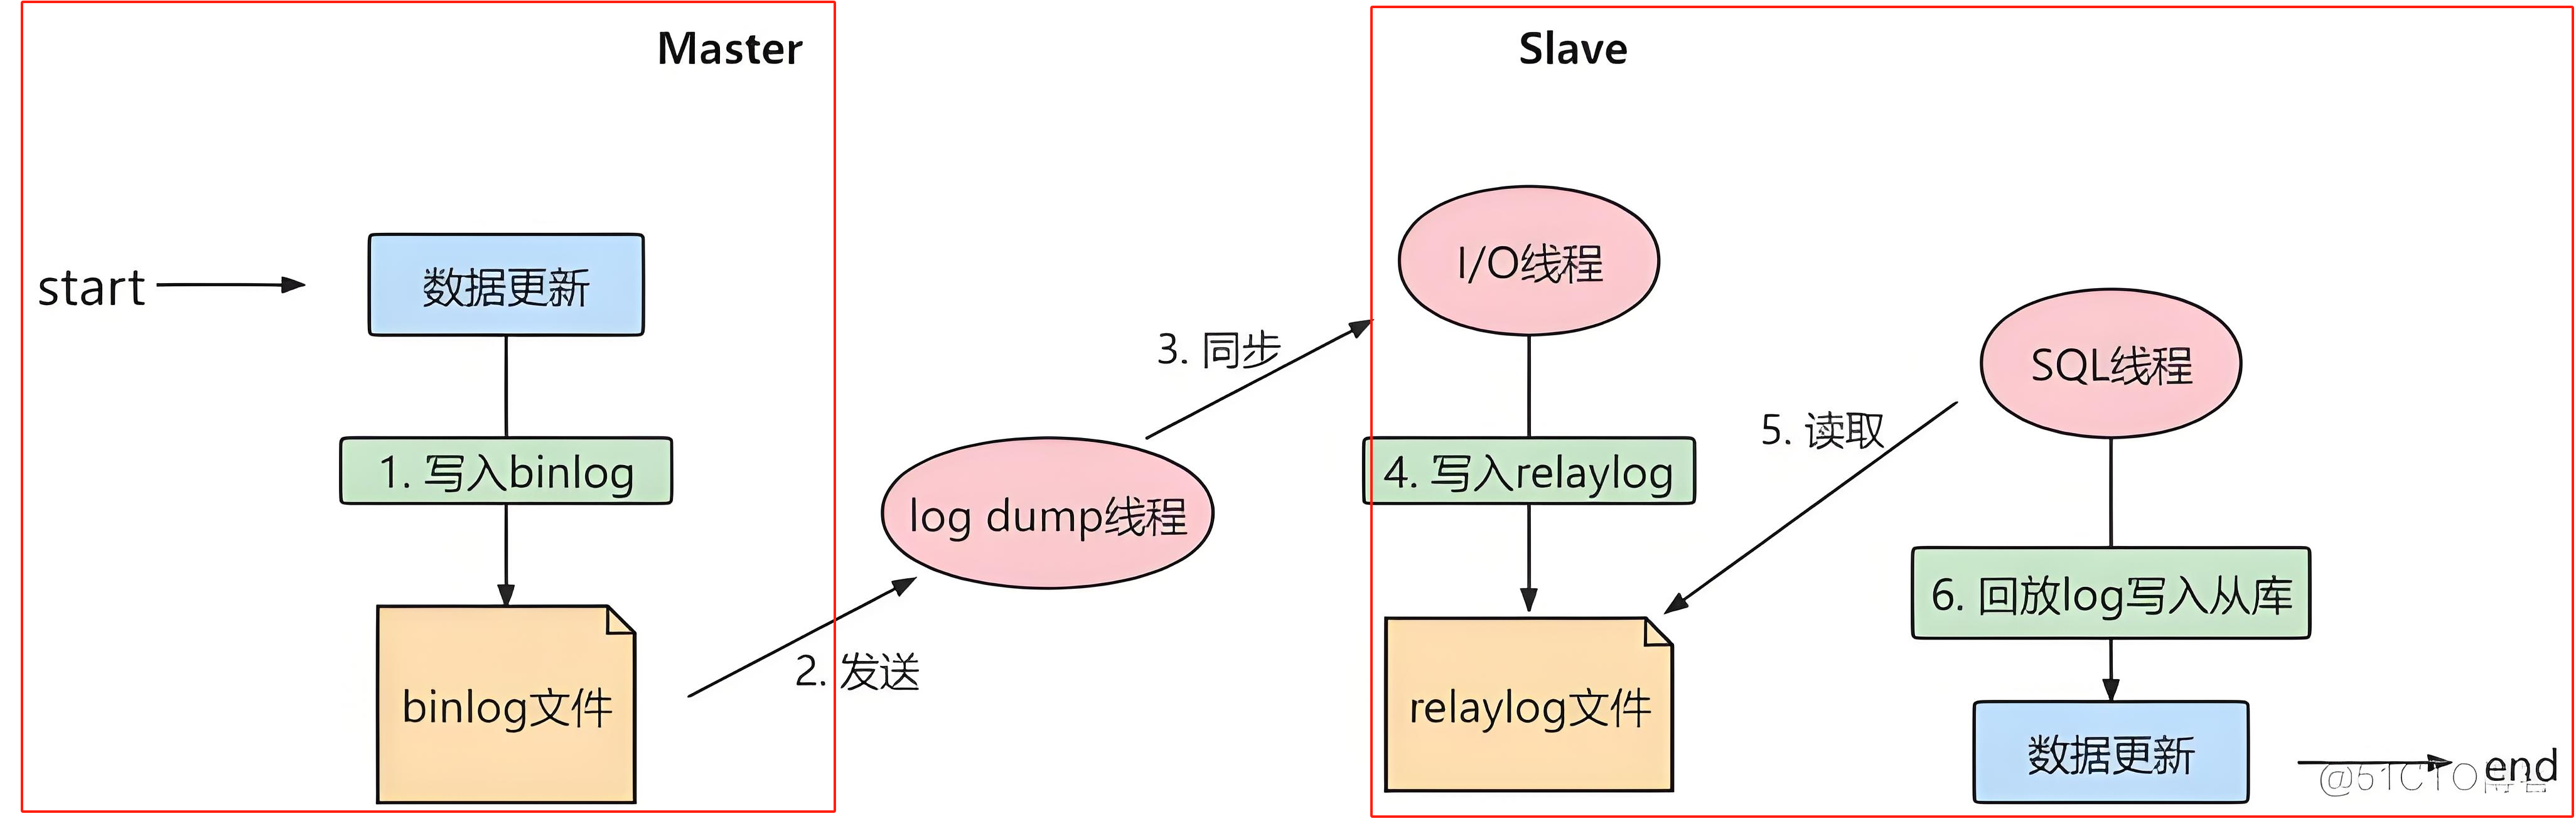 Master
start
数据更新
1. 写入binlog
binlog文件
2. 发送
log dump线程
3. 同步
Slave
I/O线程
4. 写入relaylog
relaylog文件
5. 读取
SQL线程
6. 回放log写入从库
数据更新
end
@51CTO博客